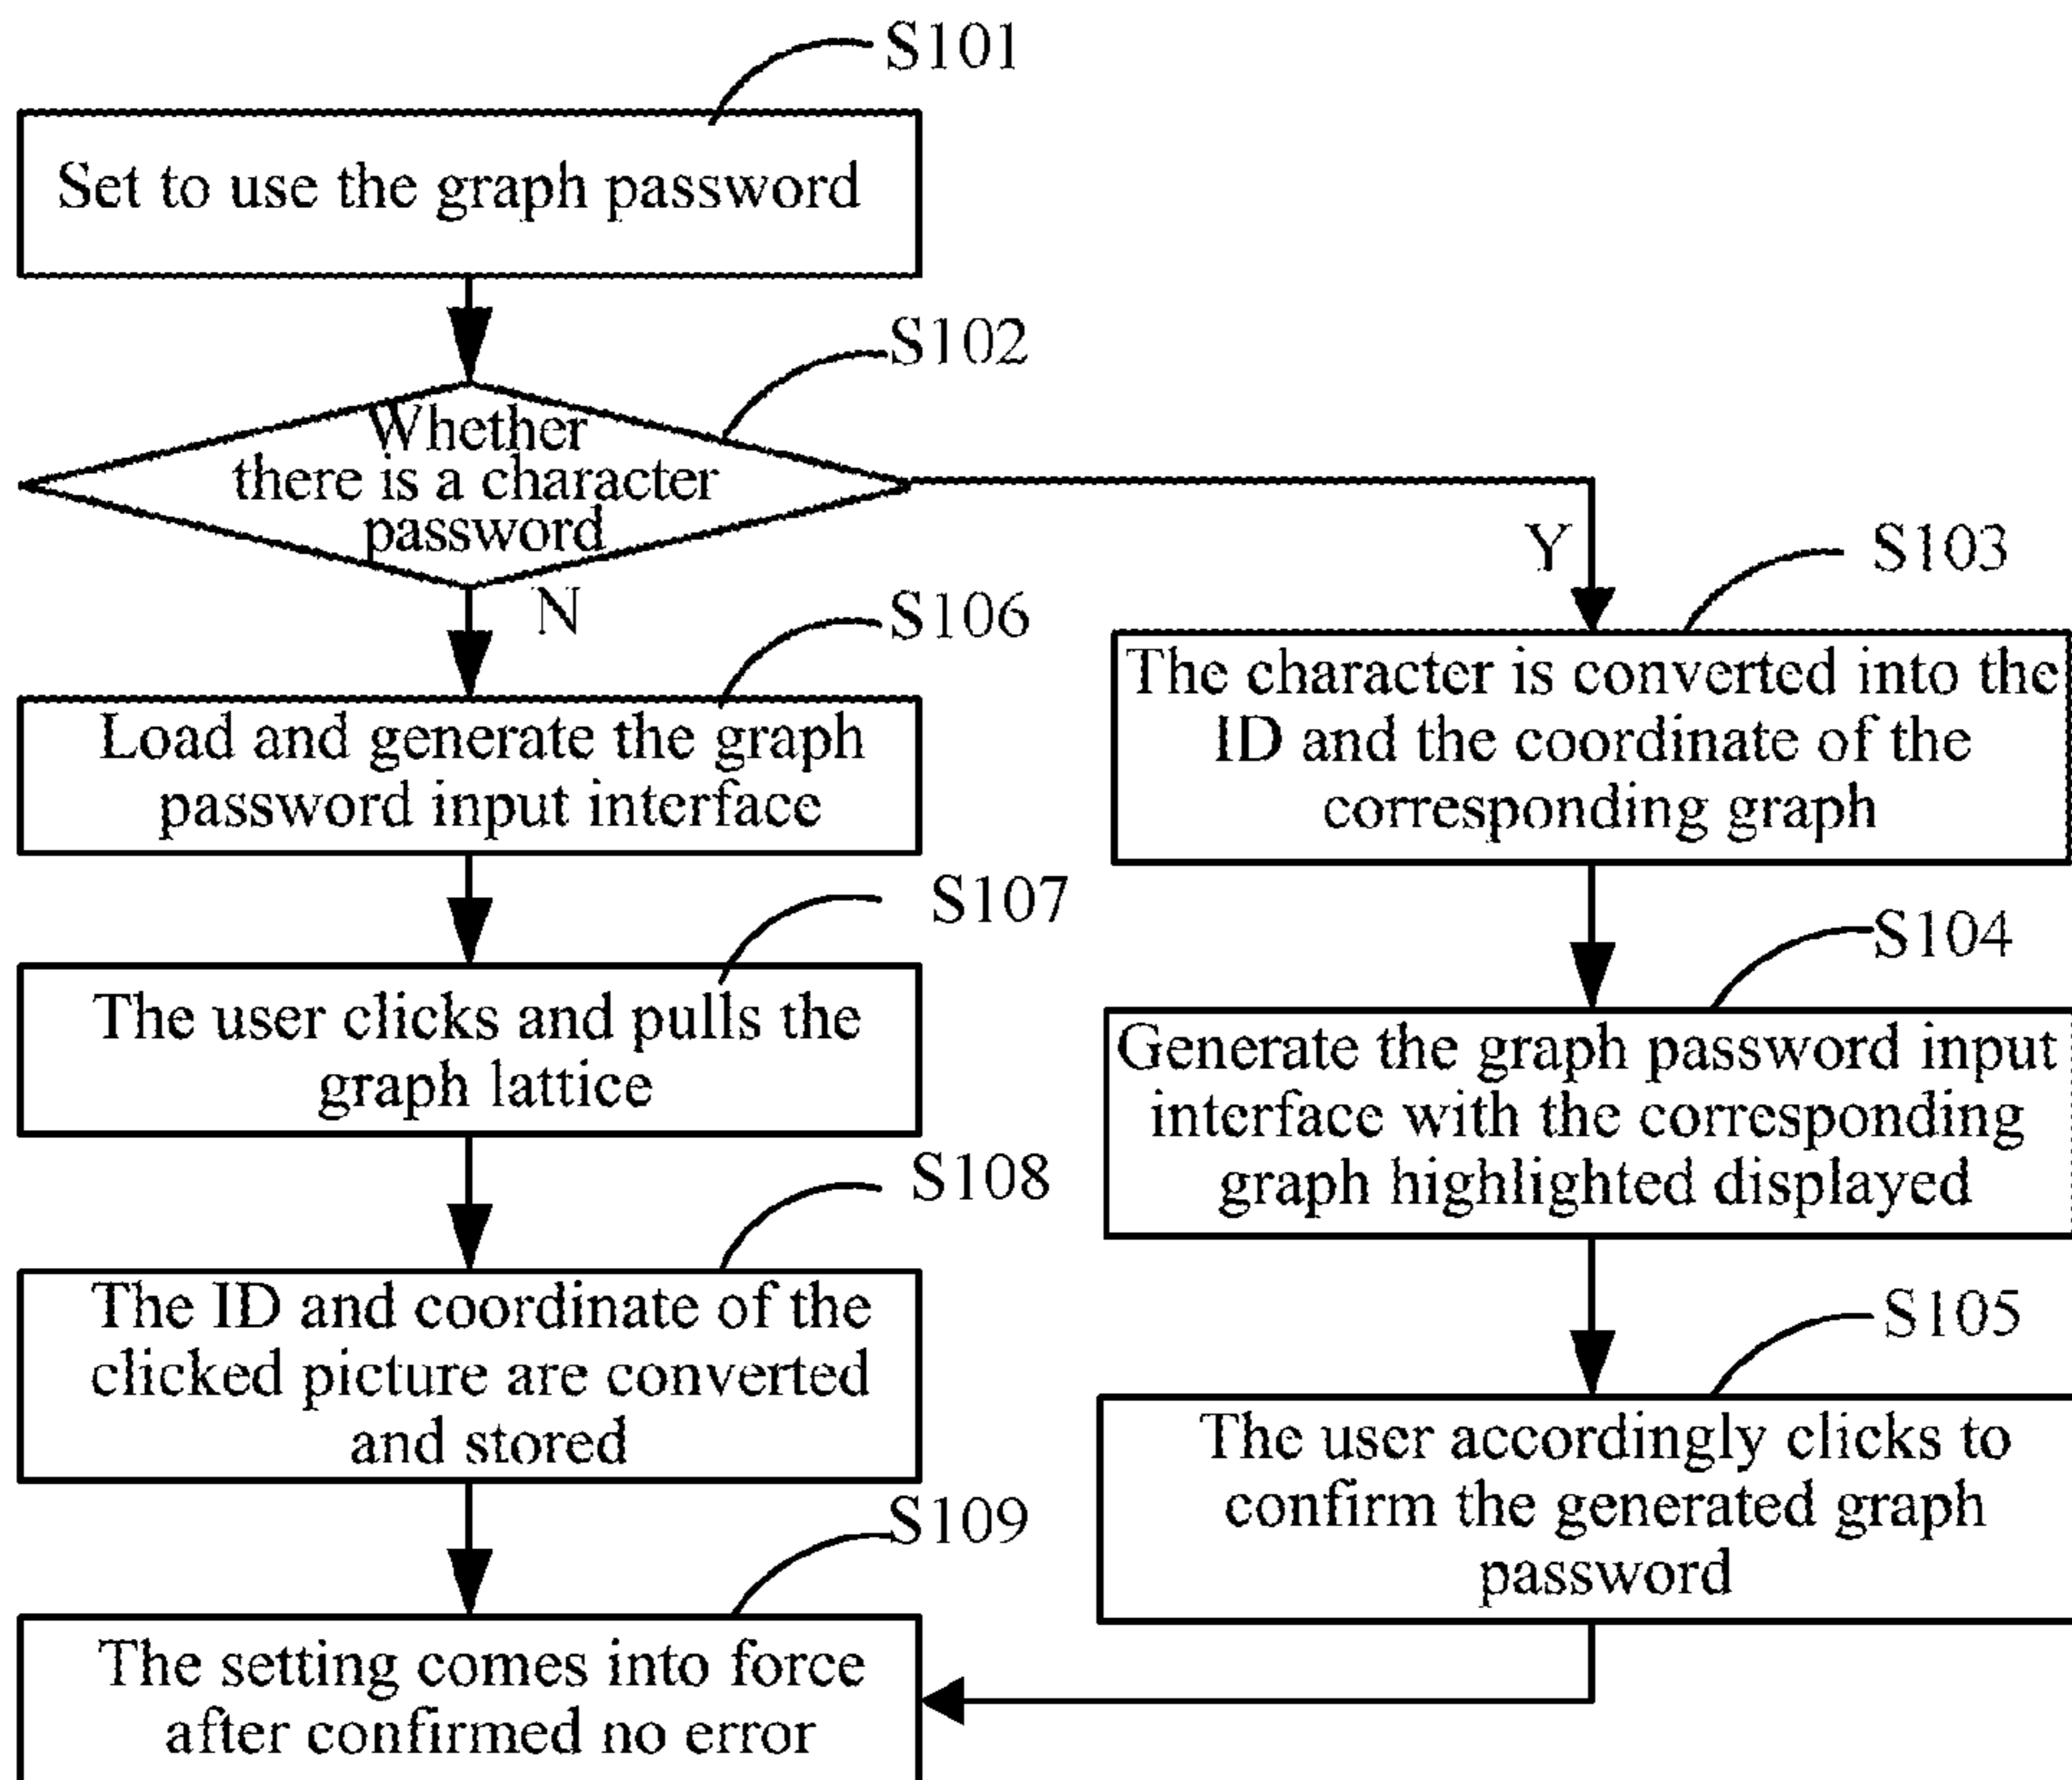 S101
Set to use the graph password
S102
Whether
there is a character
password
Y
N
S103
The character is converted into the
ID and the coordinate of the
corresponding graph
S106
Load and generate the graph
password input interface
S104
Generate the graph password input
interface with the corresponding
graph highlighted displayed
S107
The user clicks and pulls the
graph lattice
S108
The ID and coordinate of the
clicked picture are converted
and stored
S105
The user accordingly clicks to
confirm the generated graph
password
S109
The setting comes into force
after confirmed no error